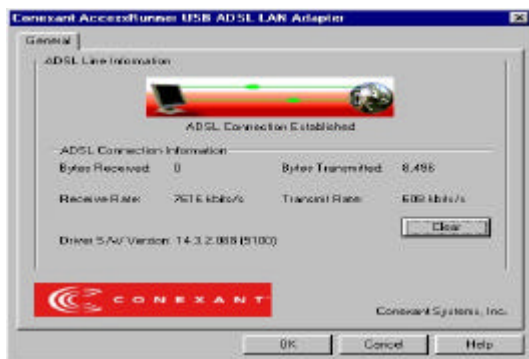 Conexant AccessRunner USB ADSL LAN Adapter
General
ADSL Line Information
ADSL Connection Established
ADSL Connection Information
Bytes Received: 0 Bytes Transmitted: 8,496
Receive Rate: 7616 kbits/s Transmit Rate: 608 kbits/s
Clear
Driver S/W Version: 14.3.2.088 (9100)
CONEXANT
Conexant Systems, Inc.
OK Cancel Help